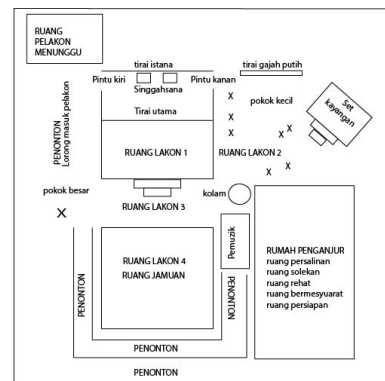 RUANG
PELAKON
MENUNGGU
tirai istana
tirai gajah putih
Pintu kiri
Pintu kanan
Singgahsana
pokok kecil
Set
kayangan
X
X
X
Tirai utama
PENONTON
Lorong masuk pelakon
X
X
RUANG LAKON 1
RUANG LAKON 2
X
X
pokok besar
X
kolam
RUANG LAKON 3
Pemuzik
RUANG LAKON 4
RUANG JAMUAN
RUMAH PENGANJUR
ruang persalinan
ruang solekan
ruang rehat
ruang bermesyuarat
ruang persiapan
PENONTON
PENONTON
PENONTON
PENONTON